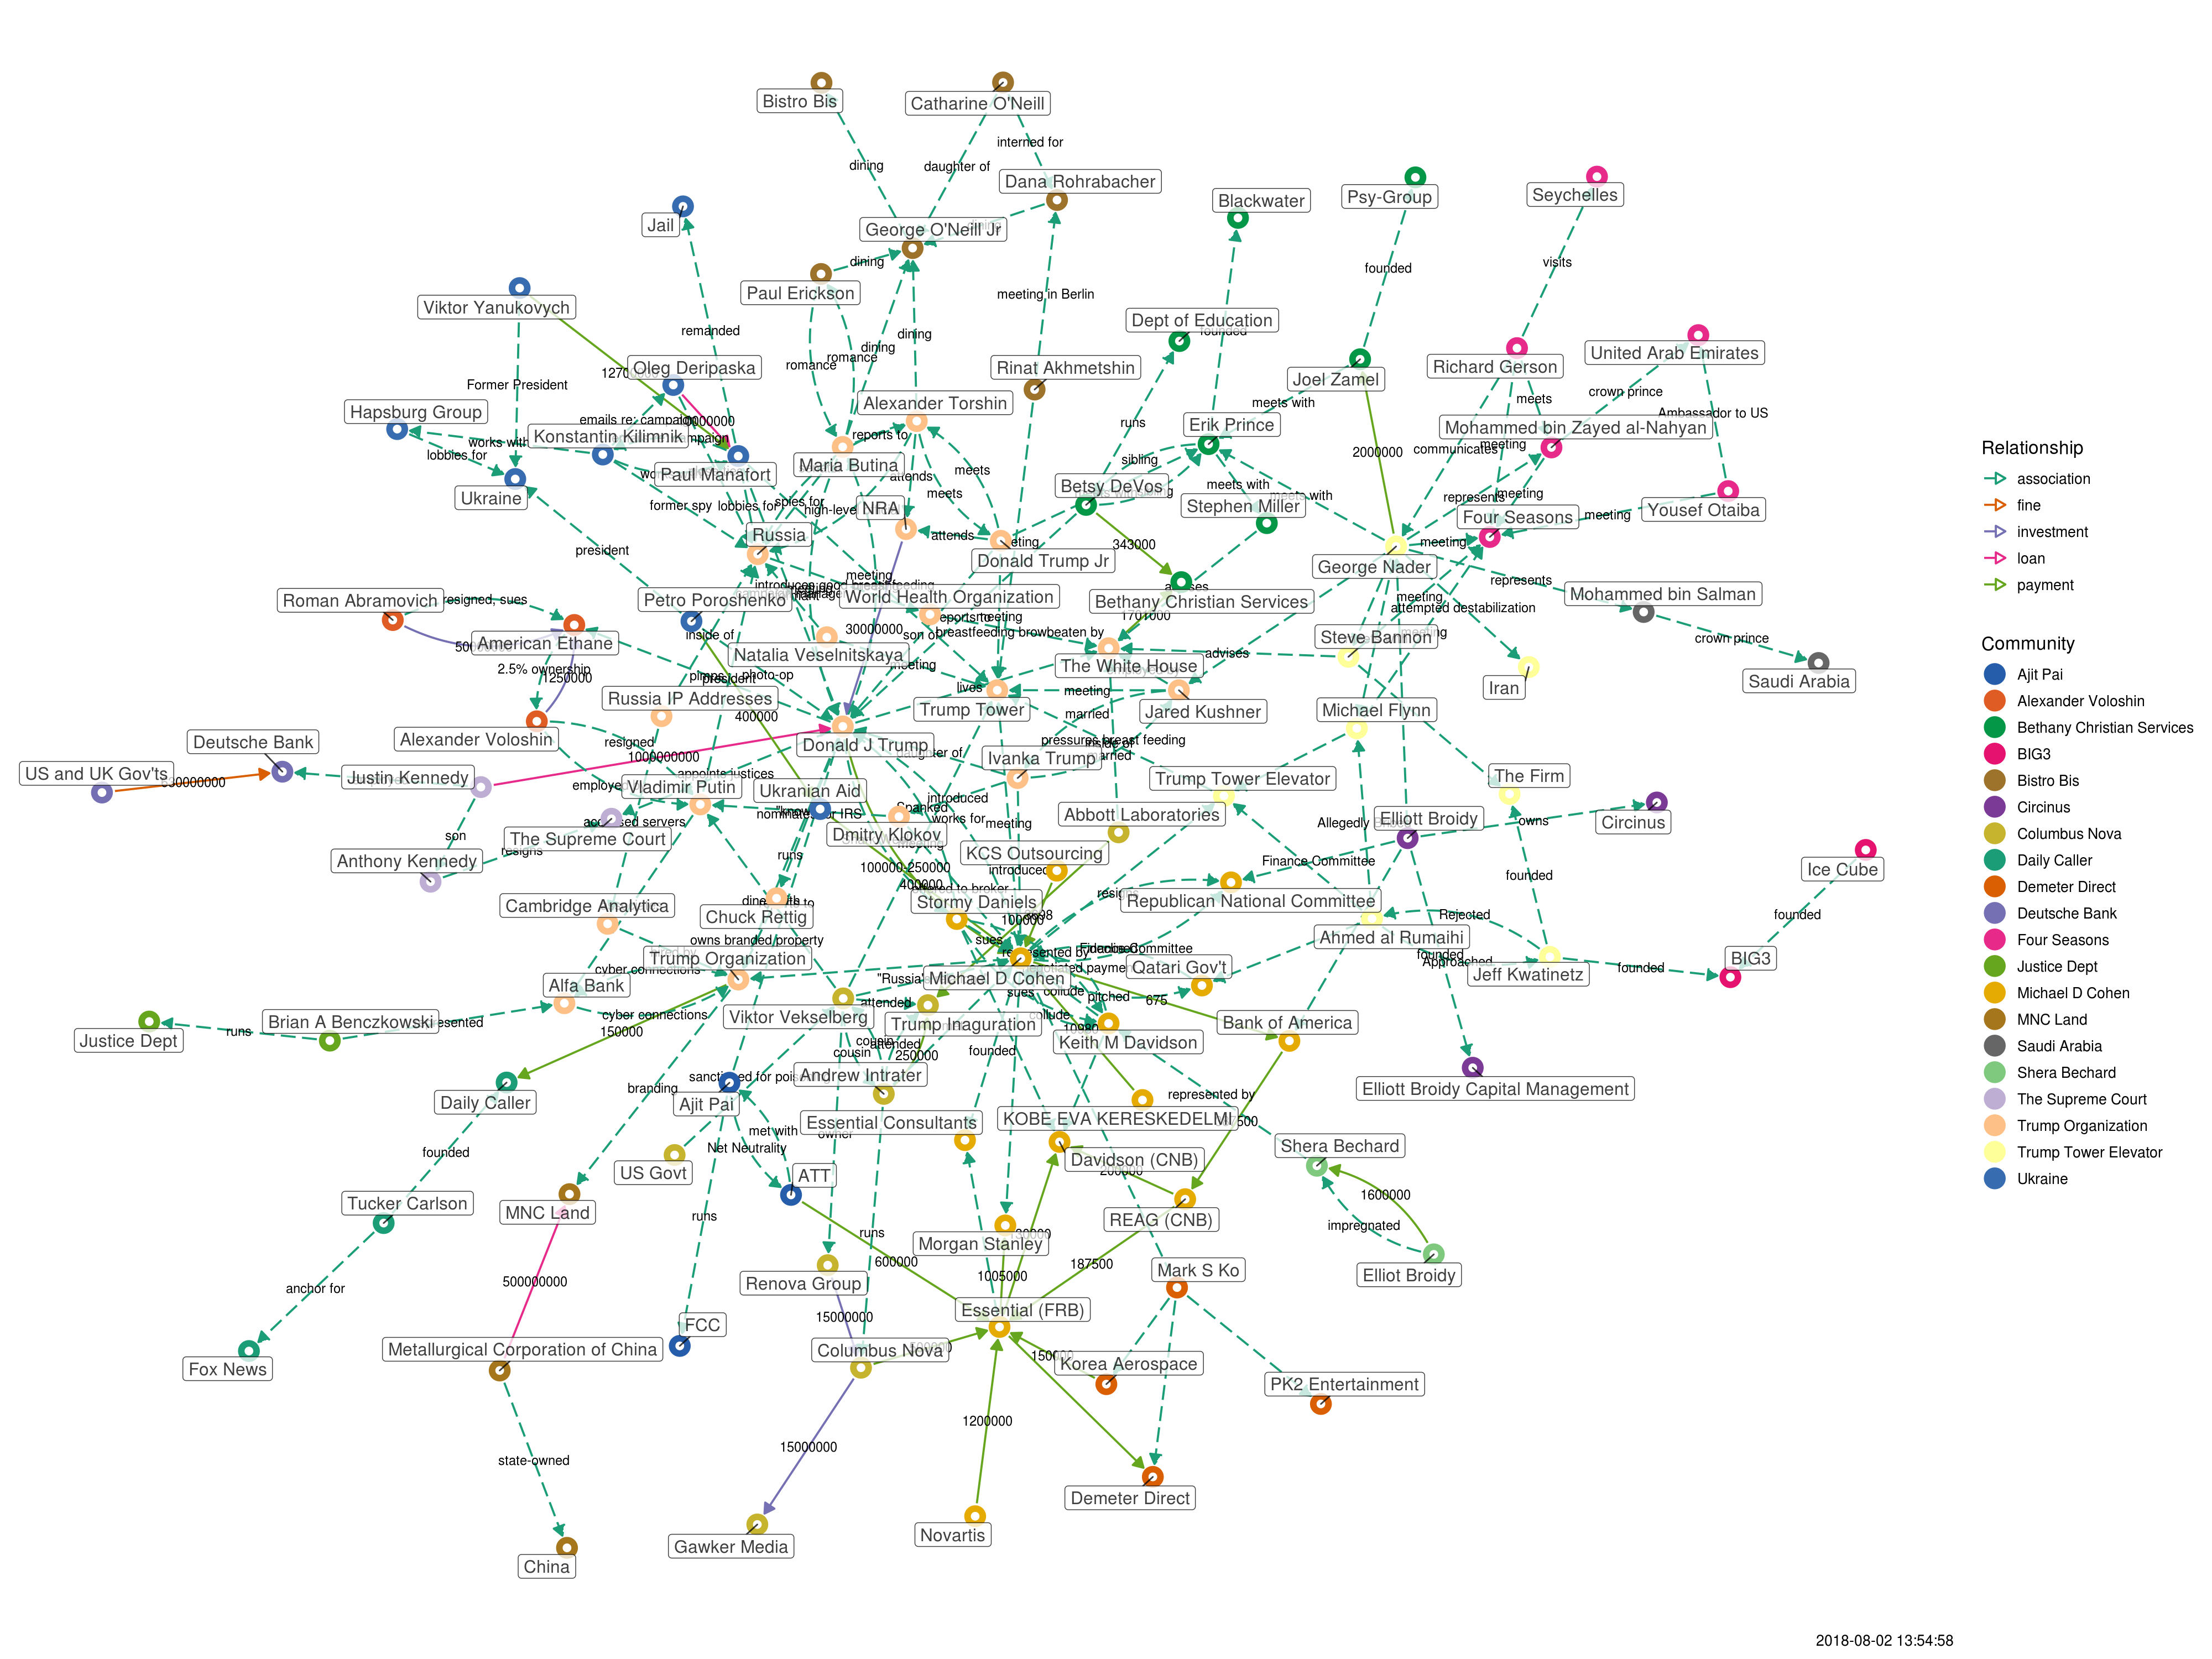 Bistro Bis
Catharine O'Neill
interned for
dining
daughter of
Dana Rohrabacher
Blackwater
Psy-Group
Seychelles
Jail
George O'Neill Jr
dining
Paul Erickson
founded
visits
meeting in Berlin
Viktor Yanukovych
remanded
Dept of Education
dining
dining
romance
romance
Oleg Deripaska
Rinat Akhmetshin
Joel Zamel
Richard Gerson
United Arab Emirates
Former President
crown prince
meets
meets with
Hapsburg Group
Alexander Torshin
Ambassador to US
emails re: campaign
runs
Erik Prince
Konstantin Kilimnik
Mohammed bin Zayed al-Nahyan
reports to
works with
lobbies for
communicates
meeting
2000000
sibling
Maria Butina
Paul Manafort
meets
meets with
meets with
Betsy DeVos
Ukraine
represents
meeting
former spy
lobbies for
spies for
NRA
Stephen Miller
Four Seasons
Yousef Otaiba
meeting
Russia
attends
meets
343000
meeting
president
Donald Trump Jr
George Nader
meeting
represents
Roman Abramovich
resigned, sues
Petro Poroshenko
World Health Organization
Bethany Christian Services
1701000
Mohammed bin Salman
meeting
attempted destabilization
American Ethane
inside of
30000000
son of
breastfeeding browbeaten by
Steve Bannon
crown prince
Natalia Veselnitskaya
meeting
The White House
advises
2.5% ownership
1250000
president
photo-op
Saudi Arabia
Iran
lives
meeting
Russia IP Addresses
400000
Trump Tower
Jared Kushner
Michael Flynn
married
Alexander Voloshin
resigned
Donald J Trump
pressures breast feeding
Deutsche Bank
1000000000
Ivanka Trump
US and UK Gov'ts
Justin Kennedy
appoints justices
Vladimir Putin
Ukranian Aid
Trump Tower Elevator
The Firm
introduced
works for
meeting
Abbott Laboratories
Elliott Broidy
owns
Circinus
son
The Supreme Court
Dmitry Klokov
KCS Outsourcing
Finance Committee
Anthony Kennedy
resigns
runs
100000-250000
introduced
Ice Cube
400000
founded
Cambridge Analytica
Chuck Rettig
Stormy Daniels
Republican National Committee
Rejected
founded
100000
sues
owns branded property
Ahmed al Rumaihi
Trump Organization
BIG3
Qatari Gov't
Approached
Jeff Kwatinetz
founded
cyber connections
Michael D Cohen
Alfa Bank
sues
collude
pitched
675
attended
Viktor Vekselberg
Brian A Benczkowski
cyber connections
Trump Inaguration
Bank of America
runs
150000
Justice Dept
cousin
attended
Keith M Davidson
cousin
250000
founded
Andrew Intrater
branding
Elliott Broidy Capital Management
Daily Caller
Ajit Pai
represented by
Essential Consultants
KOBE EVA KERESKEDELMI
met with
Net Neutrality
Shera Bechard
founded
Davidson (CNB)
US Govt
ATT
Tucker Carlson
1600000
MNC Land
runs
REAG (CNB)
impregnated
runs
Morgan Stanley
600000
187500
Mark S Ko
Elliot Broidy
1005000
500000000
Renova Group
anchor for
15000000
Essential (FRB)
FCC
Metallurgical Corporation of China
Columbus Nova
Korea Aerospace
Fox News
PK2 Entertainment
1200000
15000000
state-owned
Demeter Direct
Novartis
Gawker Media
China
Relationship
association
fine
investment
loan
payment
Community
Ajit Pai
Alexander Voloshin
Bethany Christian Services
BIG3
Bistro Bis
Circinus
Columbus Nova
Daily Caller
Demeter Direct
Deutsche Bank
Four Seasons
Justice Dept
Michael D Cohen
MNC Land
Saudi Arabia
Shera Bechard
The Supreme Court
Trump Organization
Trump Tower Elevator
Ukraine
2018-08-02 13:54:58